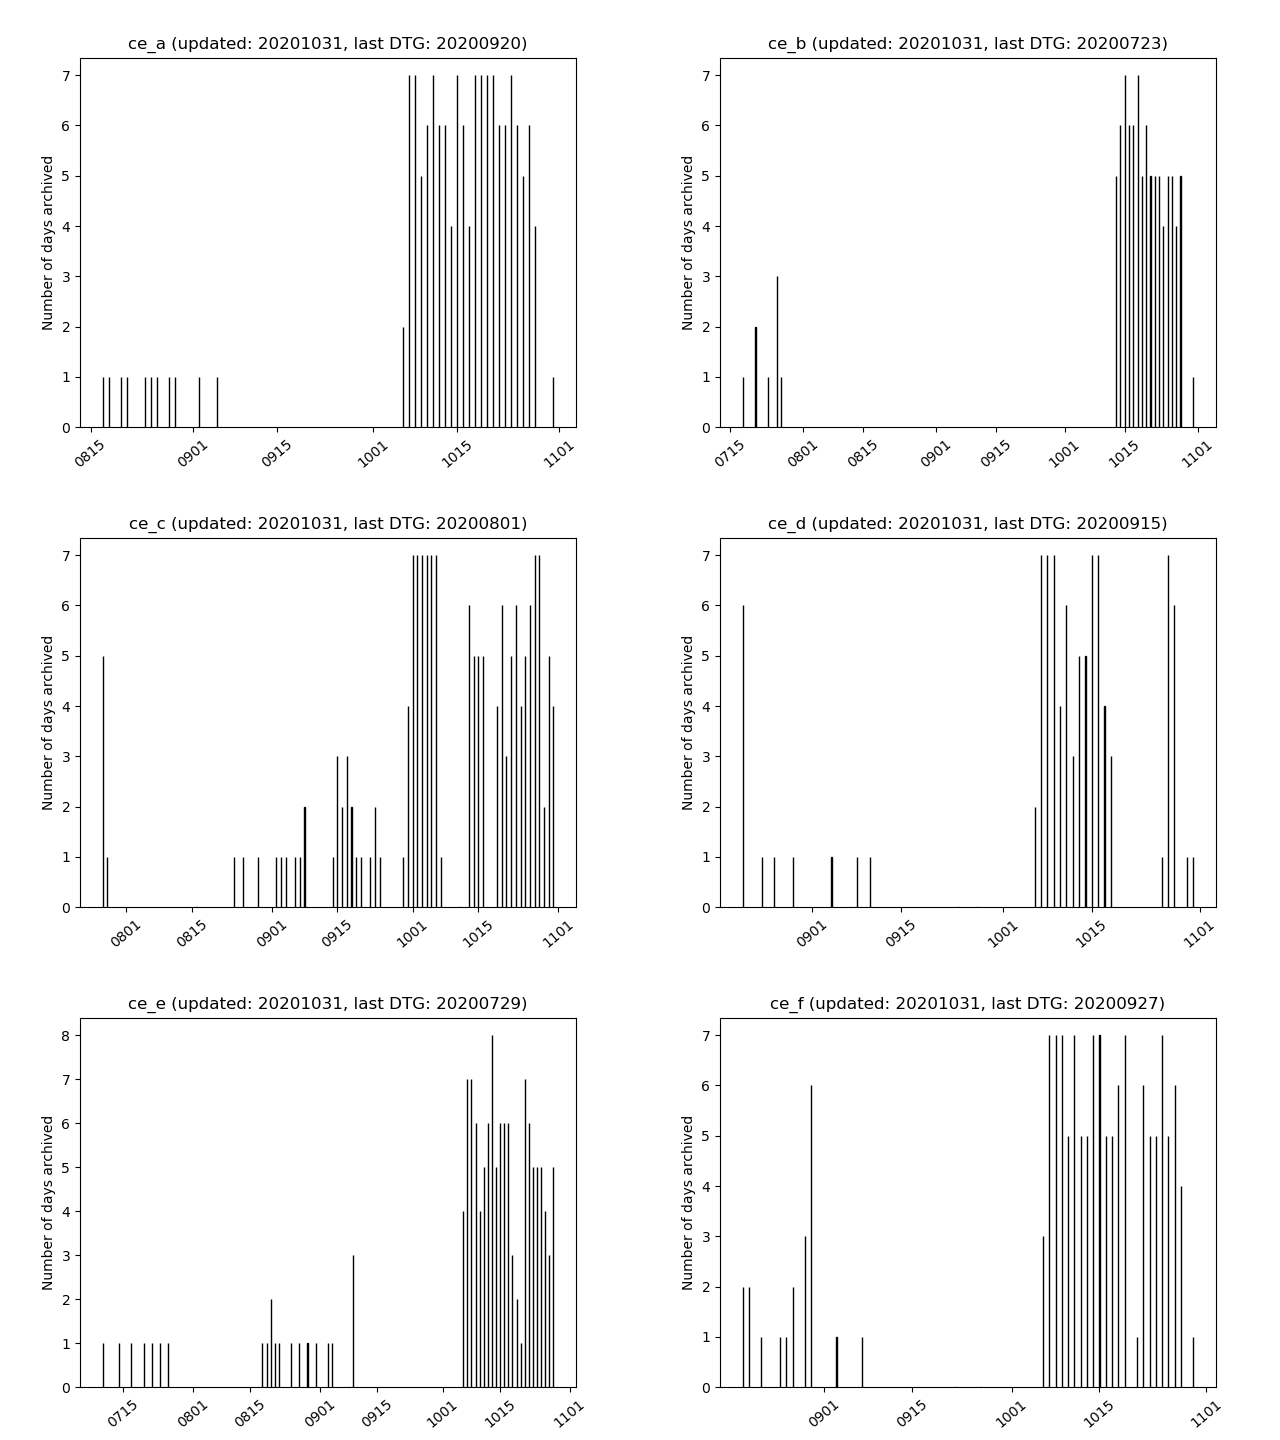 ce_a (updated: 20201031, last DTG: 20200920)
Number of days archived
7
6
5
4
3
2
1
0
0815 0901 0915 1001 1015 1101
ce_b (updated: 20201031, last DTG: 20200723)
Number of days archived
7
6
5
4
3
2
1
0
0715 0801 0815 0901 0915 1001 1015 1101
ce_c (updated: 20201031, last DTG: 20200801)
Number of days archived
7
6
5
4
3
2
1
0
0801 0815 0901 0915 1001 1015 1101
ce_d (updated: 20201031, last DTG: 20200915)
Number of days archived
7
6
5
4
3
2
1
0
0901 0915 1001 1015 1101
ce_e (updated: 20201031, last DTG: 20200729)
Number of days archived
8
7
6
5
4
3
2
1
0
0715 0801 0815 0901 0915 1001 1015 1101
ce_f (updated: 20201031, last DTG: 20200927)
Number of days archived
7
6
5
4
3
2
1
0
0901 0915 1001 1015 1101